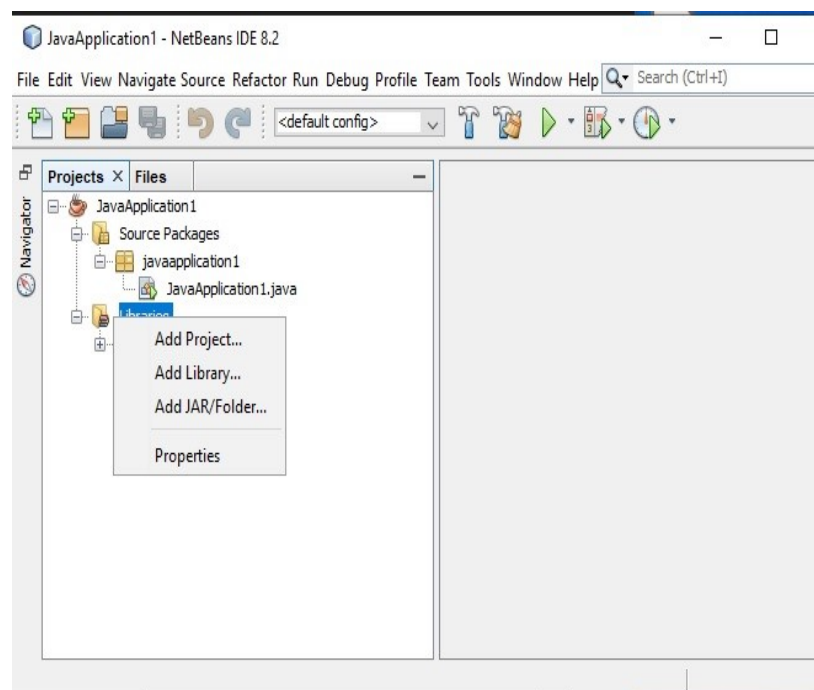 JavaApplication1 - NetBeans IDE 8.2
File Edit View Navigate Source Refactor Run Debug Profile Team Tools Window Help Search (Ctrl+I)
<default config>
Projects Files
Navigator
JavaApplication1
Source Packages
javaapplication1
JavaApplication1.java
Libraries
Add Project...
Add Library...
Add JAR/Folder...
Properties